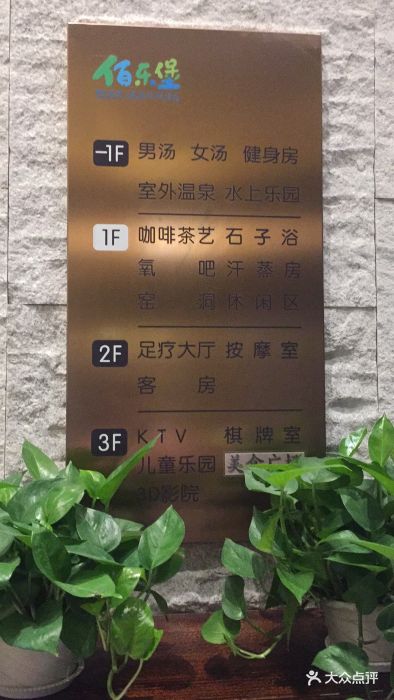 佰乐堡
-1F 男汤 女汤 健身房
室外温泉 水上乐园
1F 咖啡茶艺 石子浴
氧吧 汗蒸房
窑洞休闲区
2F 足疗大厅 按摩室
客房
3F KTV 棋牌室
儿童乐园 美食广场
3D影院
大众点评